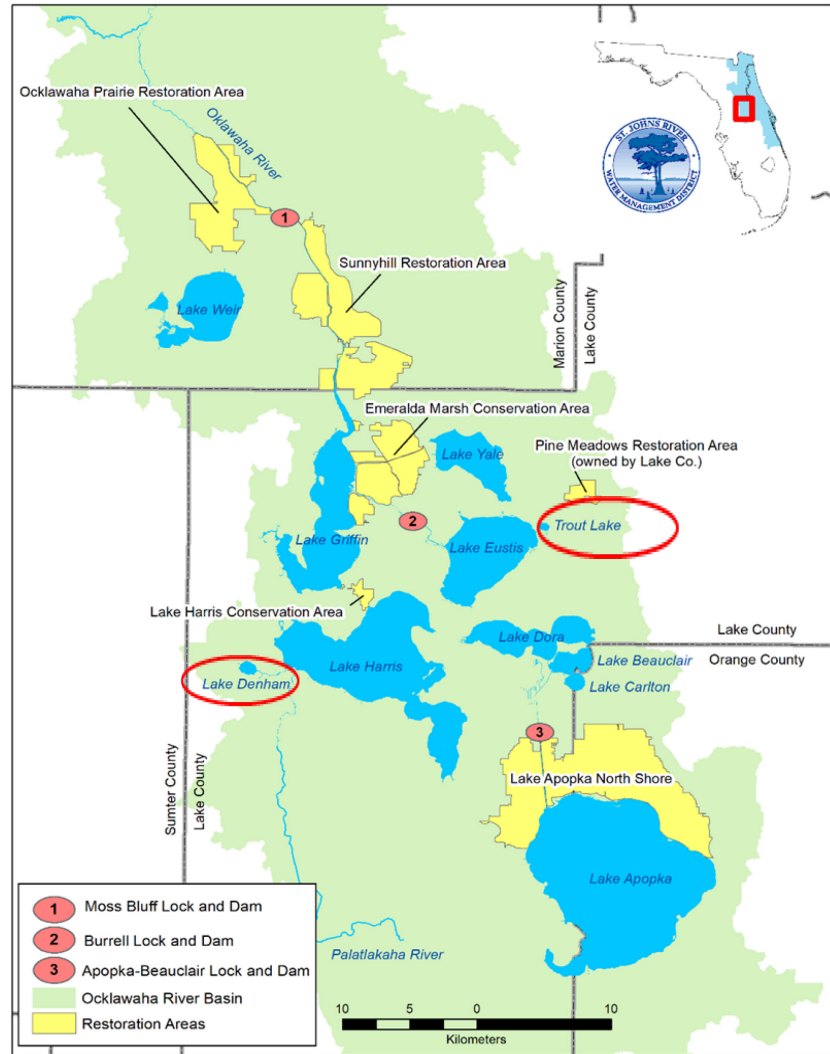 Ocklawaha Prairie Restoration Area
Oklawaha River
ST. JOHNS RIVER
WATER MANAGEMENT DISTRICT
1
Sunnyhill Restoration Area
Lake Weir
Marion County
Lake County
Emeralda Marsh Conservation Area
Lake Yale
Pine Meadows Restoration Area
(owned by Lake Co.)
2
Trout Lake
Lake Griffin
Lake Eustis
Lake Harris Conservation Area
Lake Dora
Lake County
Orange County
Lake Harris
Lake Beauclair
Lake Denham
Lake Carlton
3
Sumter County
Lake County
Lake Apopka North Shore
Lake Apopka
Palatlakaha River
1 Moss Bluff Lock and Dam
2 Burrell Lock and Dam
3 Apopka-Beauclair Lock and Dam
Ocklawaha River Basin
Restoration Areas
10 5 0 10
Kilometers